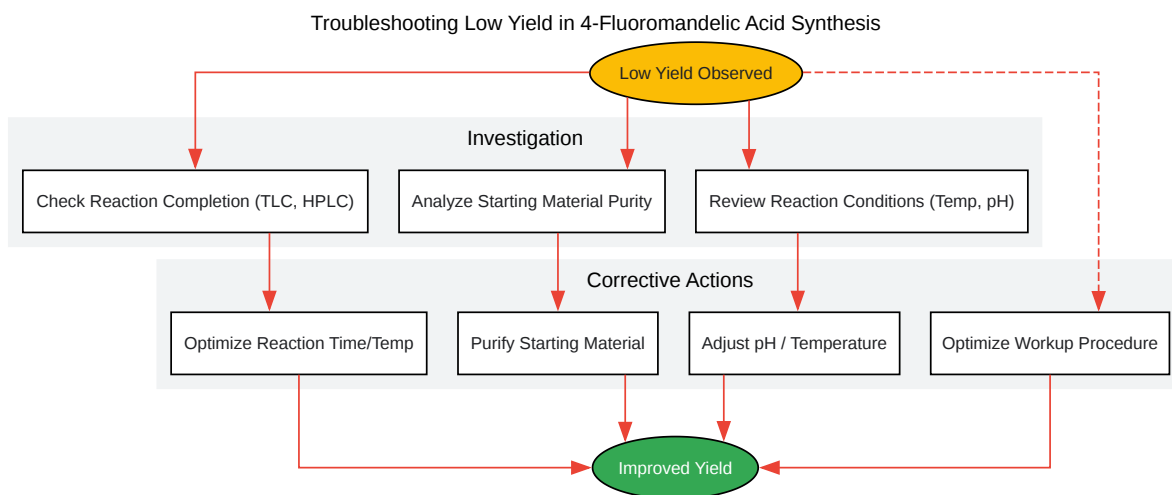 Troubleshooting Low Yield in 4-Fluoromandelic Acid Synthesis
Low Yield Observed
Investigation
Check Reaction Completion (TLC, HPLC)
Analyze Starting Material Purity
Review Reaction Conditions (Temp, pH)
Corrective Actions
Optimize Reaction Time/Temp
Purify Starting Material
Adjust pH / Temperature
Optimize Workup Procedure
Improved Yield